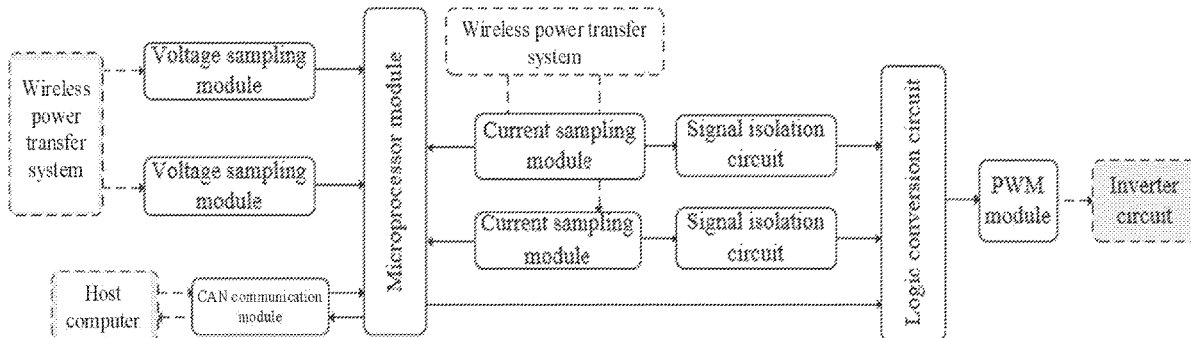 Wireless
power
transfer
system
Voltage sampling
module
Voltage sampling
module
Host
computer
CAN communication
module
Microprocessor module
Wireless power transfer
system
Current sampling
module
Signal isolation
circuit
Current sampling
module
Signal isolation
circuit
Logic conversion circuit
PWM
module
Inverter
circuit